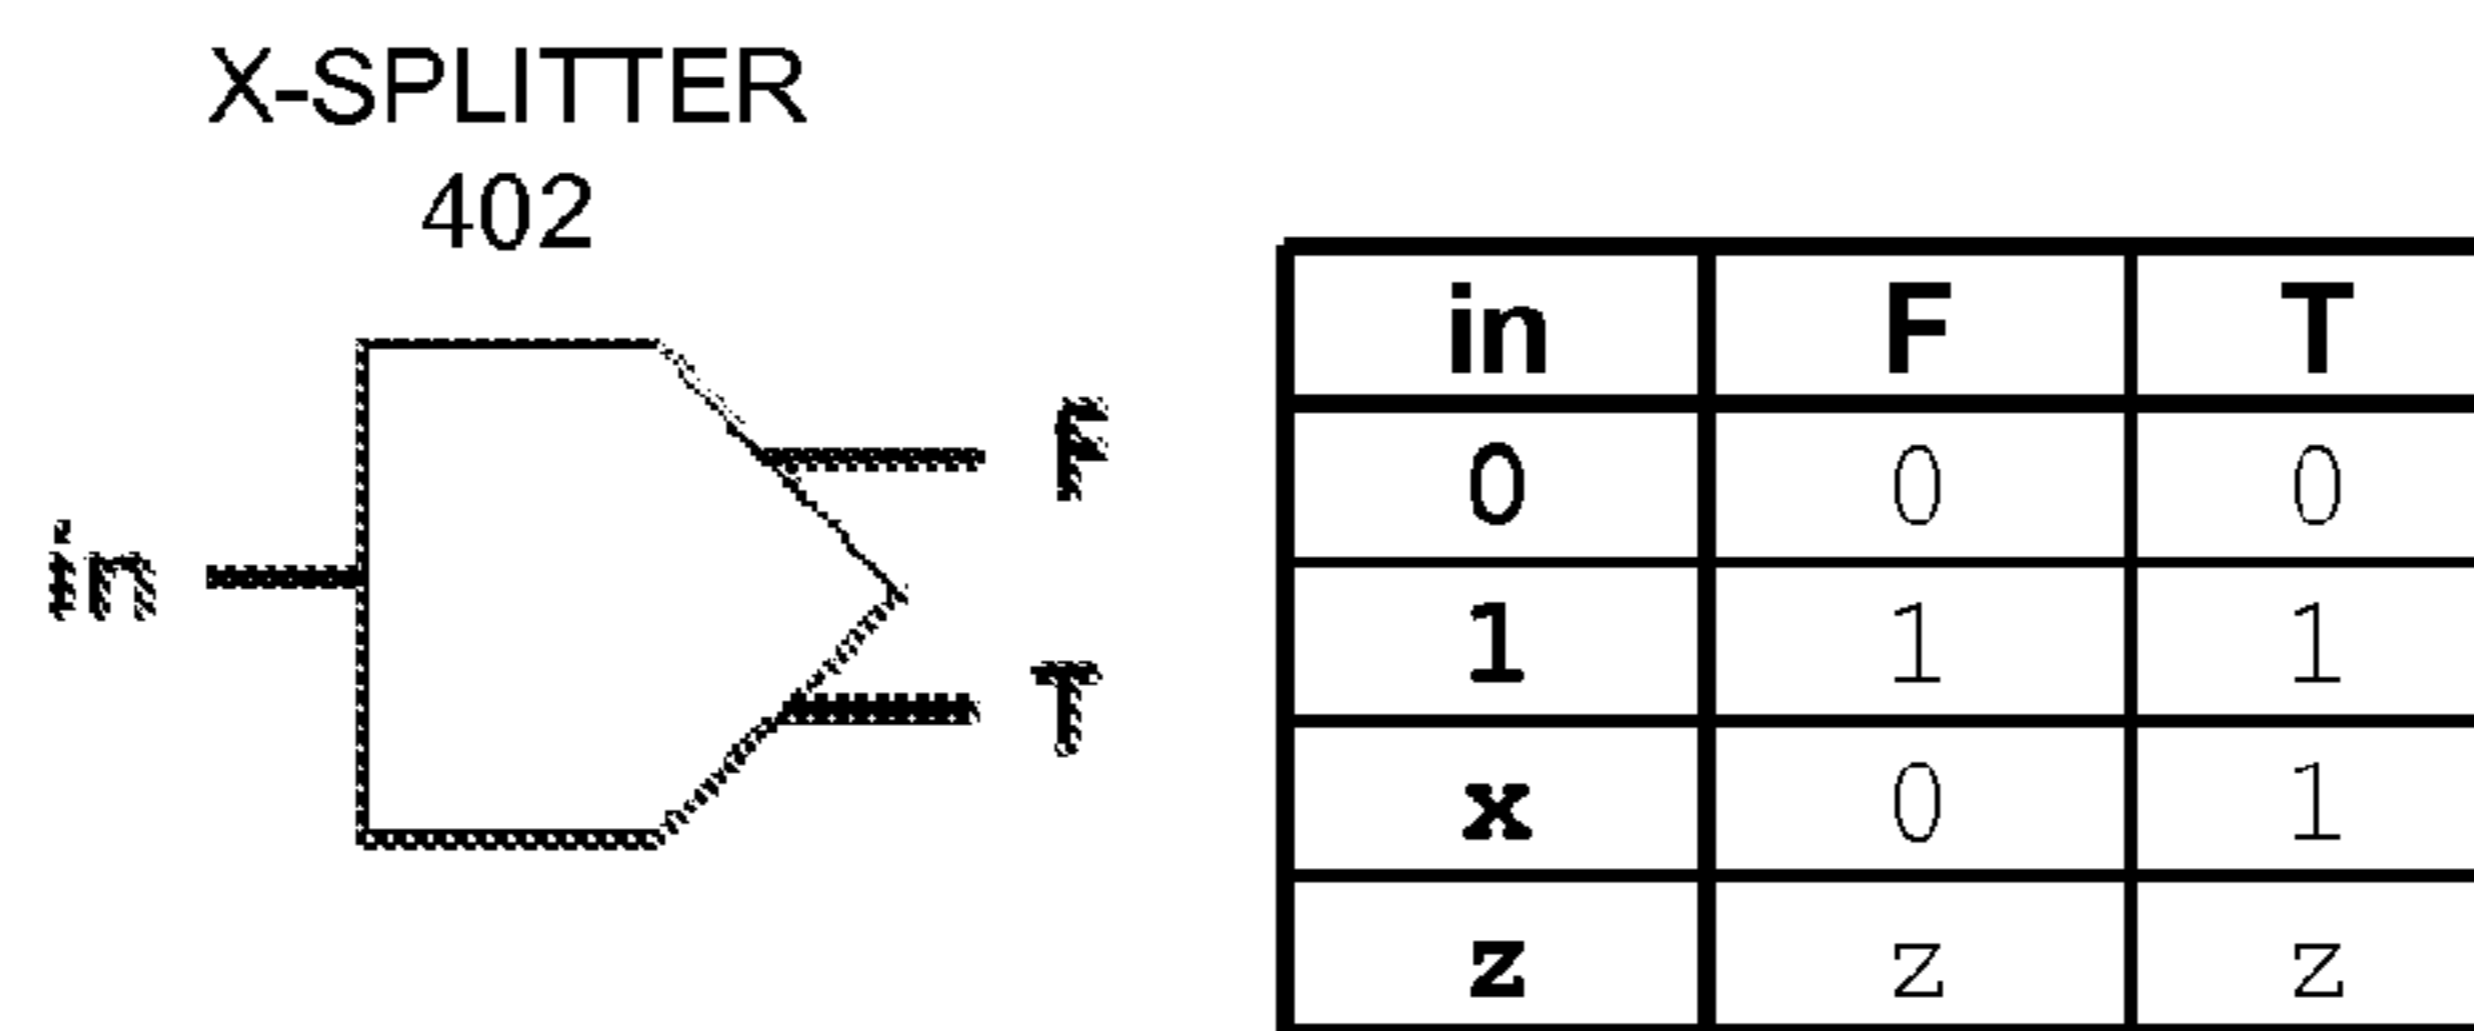 X-SPLITTER
402
in
F
T
in F T
0 0 0
1 1 1
x 0 1
z z z